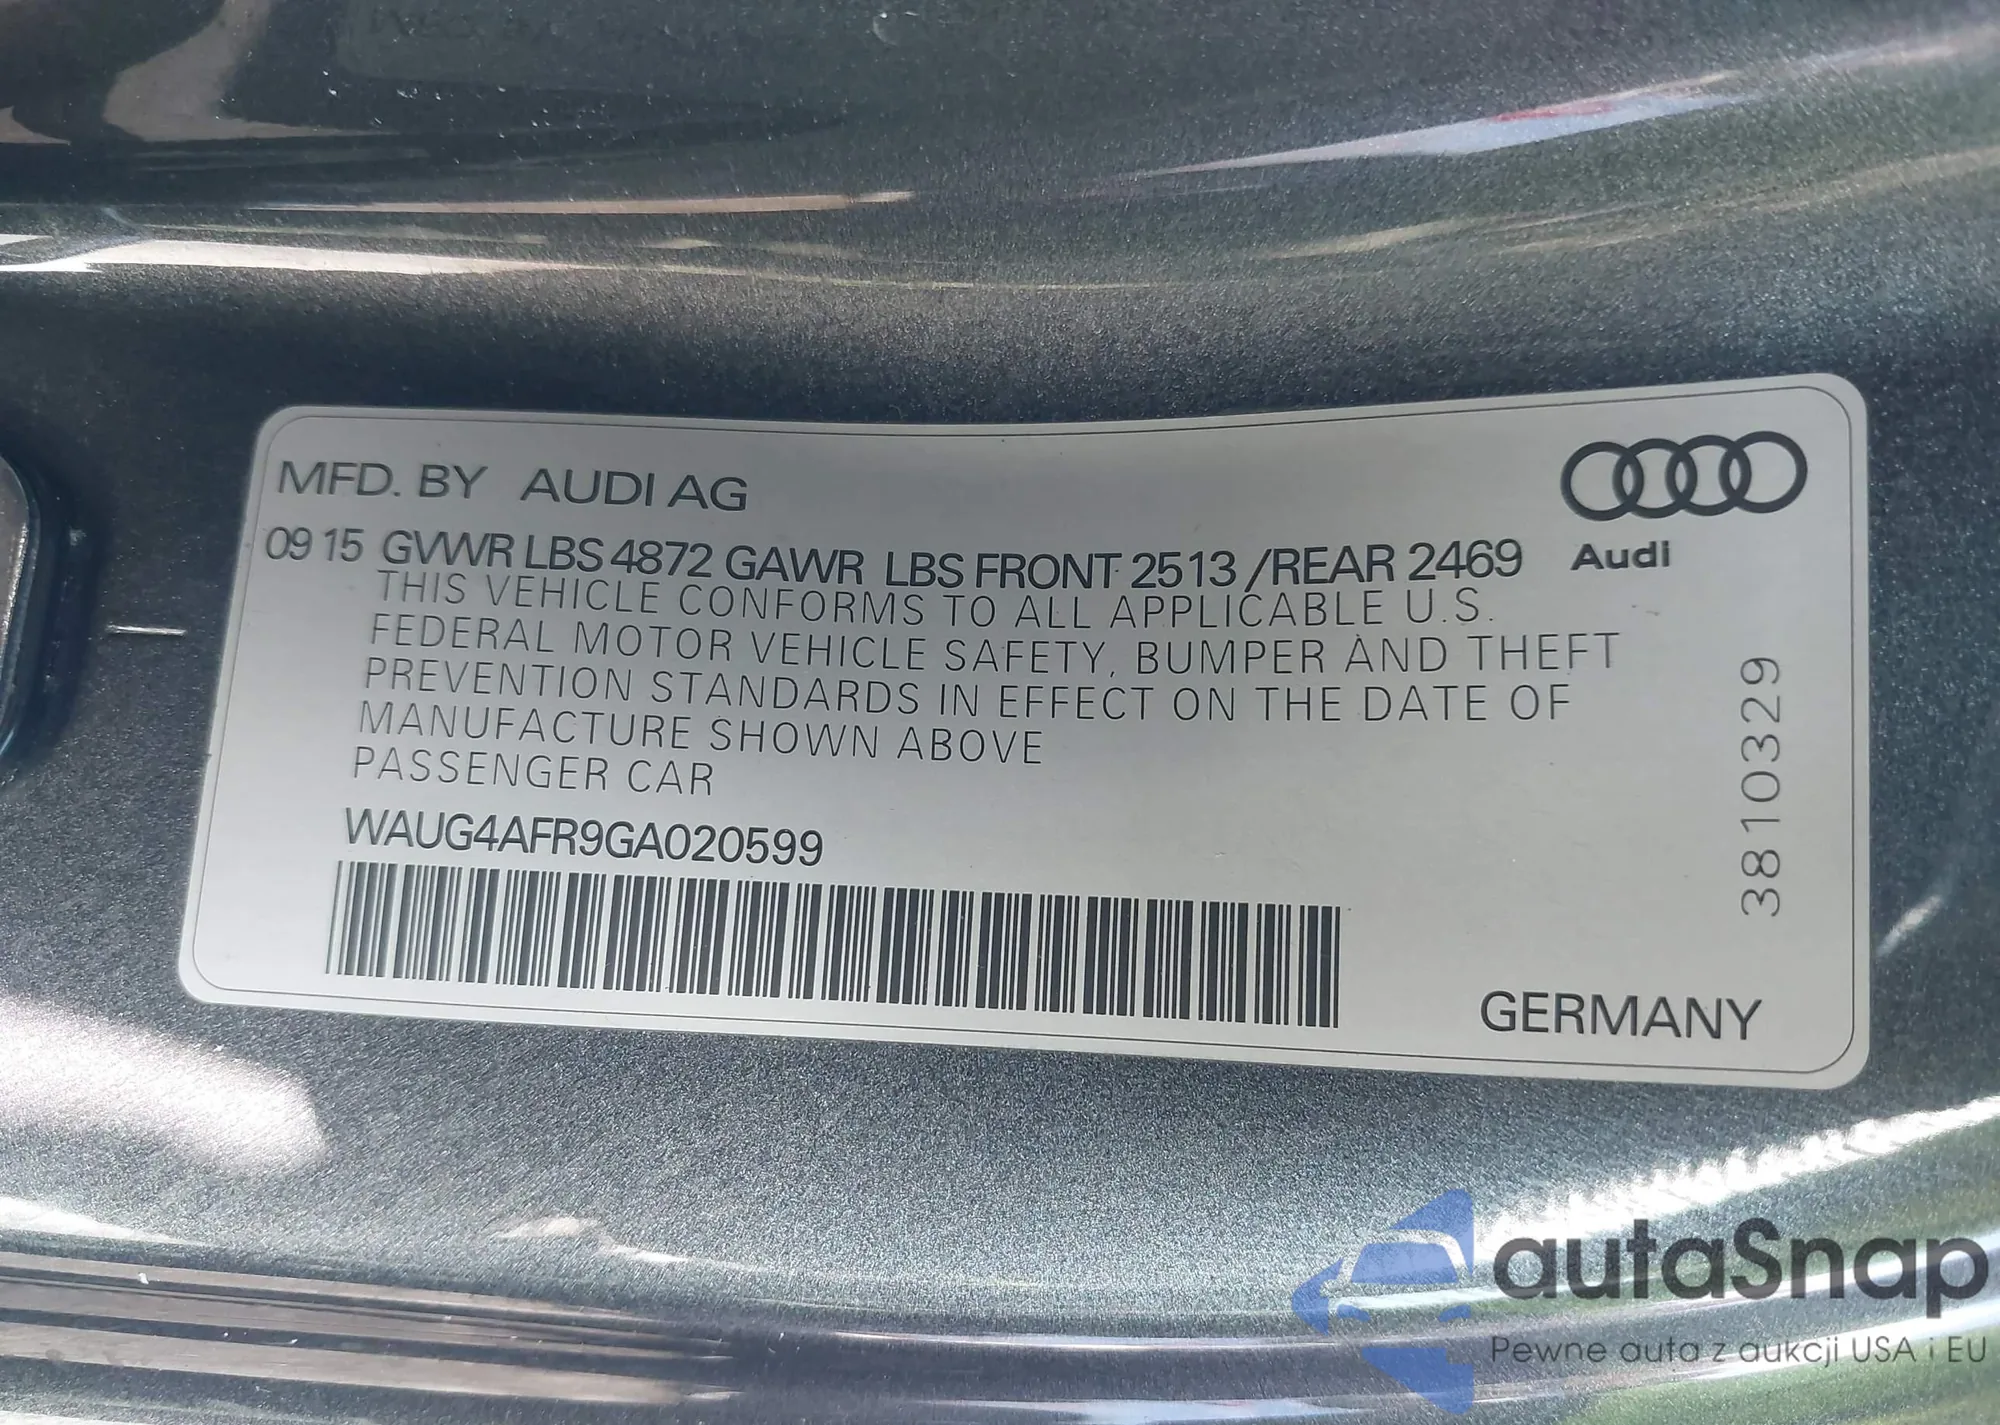 MFD. BY AUDI AG
09 15 GVWR LBS 4872 GAWR LBS FRONT 2513 /REAR 2469
Audi
THIS VEHICLE CONFORMS TO ALL APPLICABLE U.S.
FEDERAL MOTOR VEHICLE SAFETY, BUMPER AND THEFT
PREVENTION STANDARDS IN EFFECT ON THE DATE OF
MANUFACTURE SHOWN ABOVE
PASSENGER CAR
WAUG4AFR9GA020599
3810329
GERMANY
autaSnap
Pewne auta z aukcji USA i EU